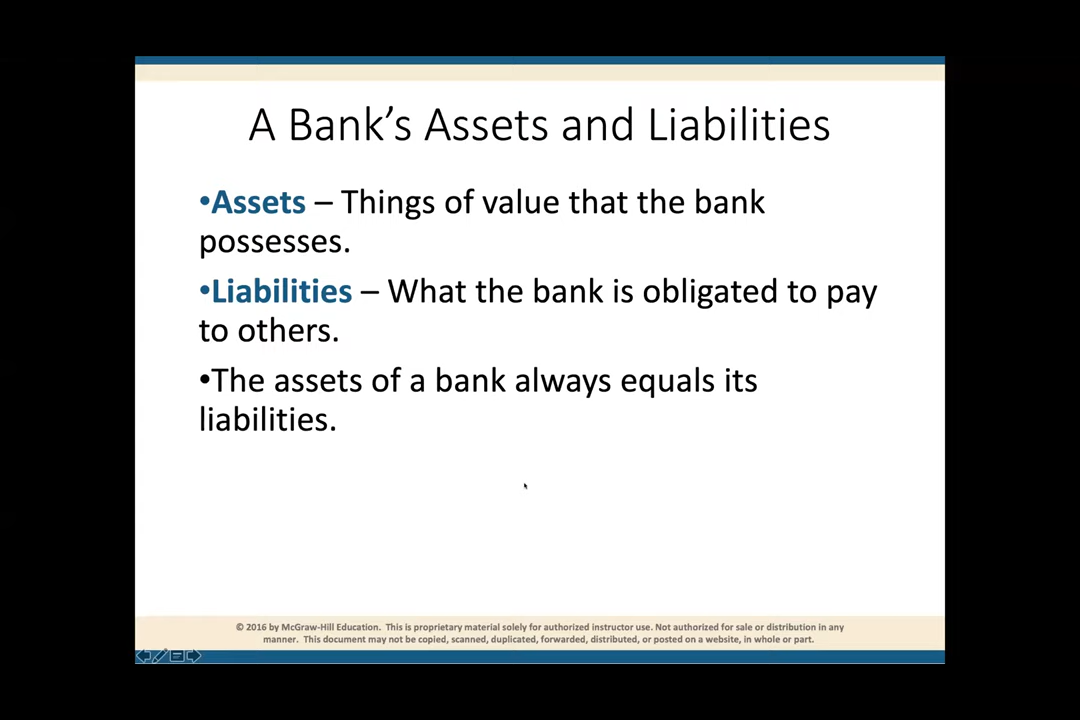 A Bank’s Assets and Liabilities
•Assets – Things of value that the bank
possesses.
•Liabilities – What the bank is obligated to pay
to others.
•The assets of a bank always equals its
liabilities.
© 2016 by McGraw-Hill Education. This is proprietary material solely for authorized instructor use. Not authorized for sale or distribution in any
manner. This document may not be copied, scanned, duplicated, forwarded, distributed, or posted on a website, in whole or part.